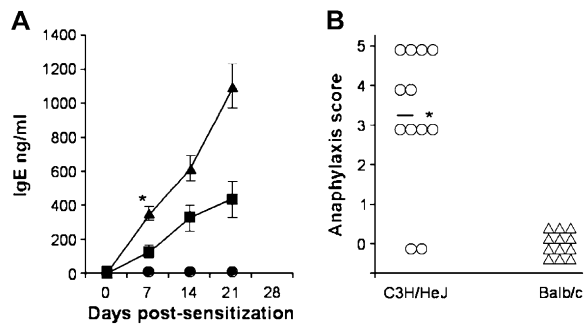 A
IgE ng/ml
1400
1200
1000
800
600
400
200
0
*
0 7 14 21 28
Days post-sensitization
B
Anaphylaxis score
5
4
3
2
1
0
*
C3H/HeJ Balb/c